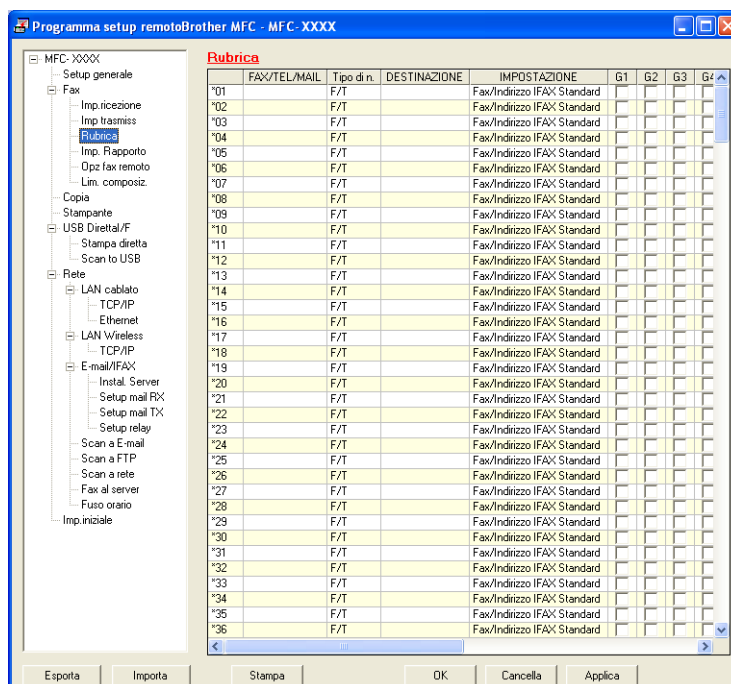 Programma setup remotoBrother MFC - MFC-XXXX
MFC- XXXX
Setup generale
Fax
Imp.ricezione
Imp trasmiss
Rubrica
Imp. Rapporto
Opz fax remoto
Lim. composiz.
Copia
Stampante
USB Direttal/F
Stampa diretta
Scan to USB
Rete
LAN cablato
TCP/IP
Ethernet
LAN Wireless
TCP/IP
E-mail/IFAX
Instal. Server
Setup mail RX
Setup mail TX
Setup relay
Scan a E-mail
Scan a FTP
Scan a rete
Fax al server
Fuso orario
Imp.iniziale
Rubrica
FAX/TEL/MAIL Tipo di n. DESTINAZIONE IMPOSTAZIONE G1 G2 G3 G4
*01 F/T Fax/Indirizzo IFAX Standard
*02 F/T Fax/Indirizzo IFAX Standard
*03 F/T Fax/Indirizzo IFAX Standard
*04 F/T Fax/Indirizzo IFAX Standard
*05 F/T Fax/Indirizzo IFAX Standard
*06 F/T Fax/Indirizzo IFAX Standard
*07 F/T Fax/Indirizzo IFAX Standard
*08 F/T Fax/Indirizzo IFAX Standard
*09 F/T Fax/Indirizzo IFAX Standard
*10 F/T Fax/Indirizzo IFAX Standard
*11 F/T Fax/Indirizzo IFAX Standard
*12 F/T Fax/Indirizzo IFAX Standard
*13 F/T Fax/Indirizzo IFAX Standard
*14 F/T Fax/Indirizzo IFAX Standard
*15 F/T Fax/Indirizzo IFAX Standard
*16 F/T Fax/Indirizzo IFAX Standard
*17 F/T Fax/Indirizzo IFAX Standard
*18 F/T Fax/Indirizzo IFAX Standard
*19 F/T Fax/Indirizzo IFAX Standard
*20 F/T Fax/Indirizzo IFAX Standard
*21 F/T Fax/Indirizzo IFAX Standard
*22 F/T Fax/Indirizzo IFAX Standard
*23 F/T Fax/Indirizzo IFAX Standard
*24 F/T Fax/Indirizzo IFAX Standard
*25 F/T Fax/Indirizzo IFAX Standard
*26 F/T Fax/Indirizzo IFAX Standard
*27 F/T Fax/Indirizzo IFAX Standard
*28 F/T Fax/Indirizzo IFAX Standard
*29 F/T Fax/Indirizzo IFAX Standard
*30 F/T Fax/Indirizzo IFAX Standard
*31 F/T Fax/Indirizzo IFAX Standard
*32 F/T Fax/Indirizzo IFAX Standard
*33 F/T Fax/Indirizzo IFAX Standard
*34 F/T Fax/Indirizzo IFAX Standard
*35 F/T Fax/Indirizzo IFAX Standard
*36 F/T Fax/Indirizzo IFAX Standard
Esporta Importa Stampa OK Cancella Applica